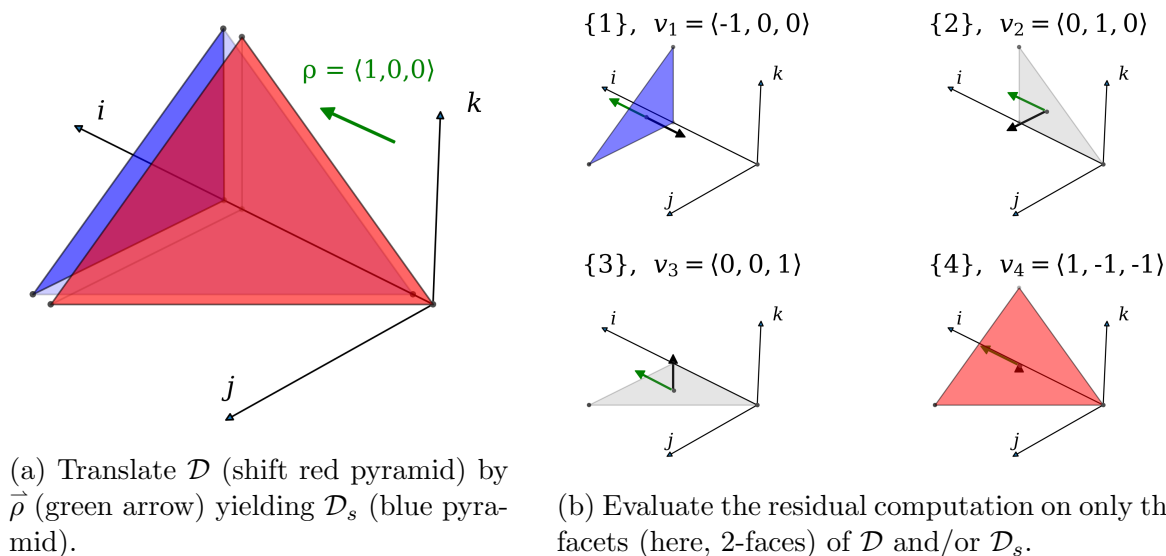 ρ = ⟨1,0,0⟩
i
k
j
(a) Translate 𝒟 (shift red pyramid) by
ρ⃗ (green arrow) yielding 𝒟ₛ (blue pyra-
mid).
{1}, v₁ = ⟨-1, 0, 0⟩
i
k
j
{2}, v₂ = ⟨0, 1, 0⟩
i
k
j
{3}, v₃ = ⟨0, 0, 1⟩
i
k
j
{4}, v₄ = ⟨1, -1, -1⟩
i
k
j
(b) Evaluate the residual computation on only th
facets (here, 2-faces) of 𝒟 and/or 𝒟ₛ.